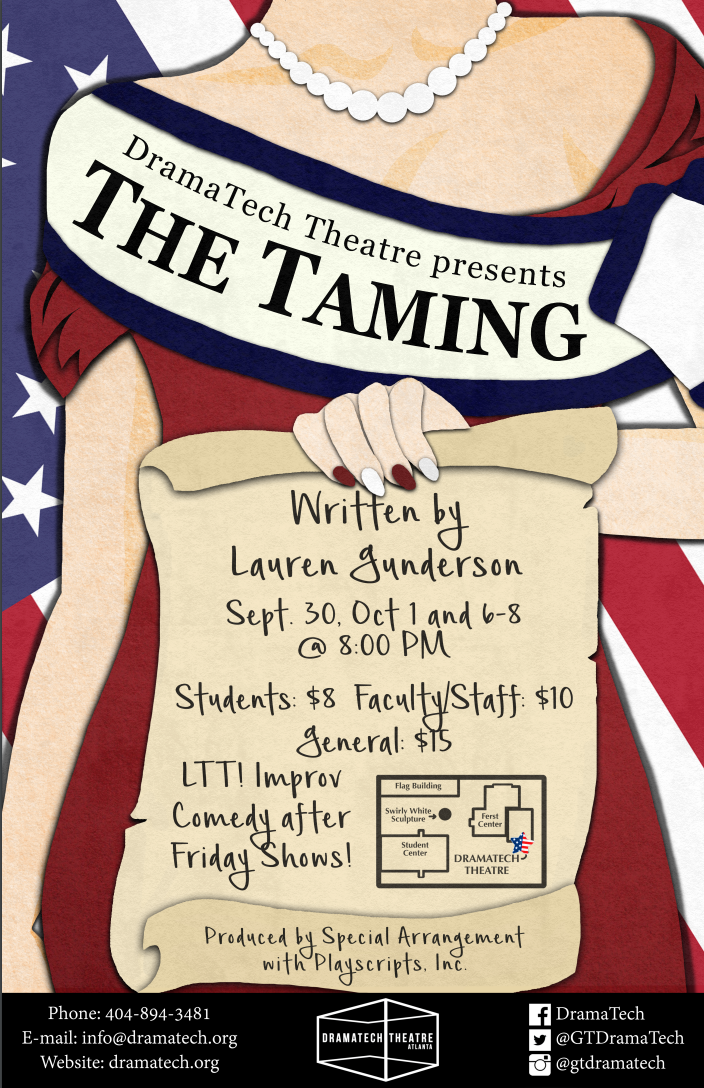 DramaTech Theatre presents
THE TAMING
Written by
Lauren Gunderson
Sept. 30, Oct 1 and 6-8
@ 8:00 PM
Students: $8 Faculty/Staff: $10
General: $15
LTT! Improv
Comedy after
Friday Shows!
Flag Building
Swirly White
Sculpture
Ferst
Center
Student
Center
DRAMATECH
THEATRE
Produced by Special Arrangement
with Playscripts, Inc.
Phone: 404-894-3481
E-mail: info@dramatech.org
Website: dramatech.org
DRAMATECH THEATRE
ATLANTA
DramaTech
@GTDramaTech
@gtdramatech